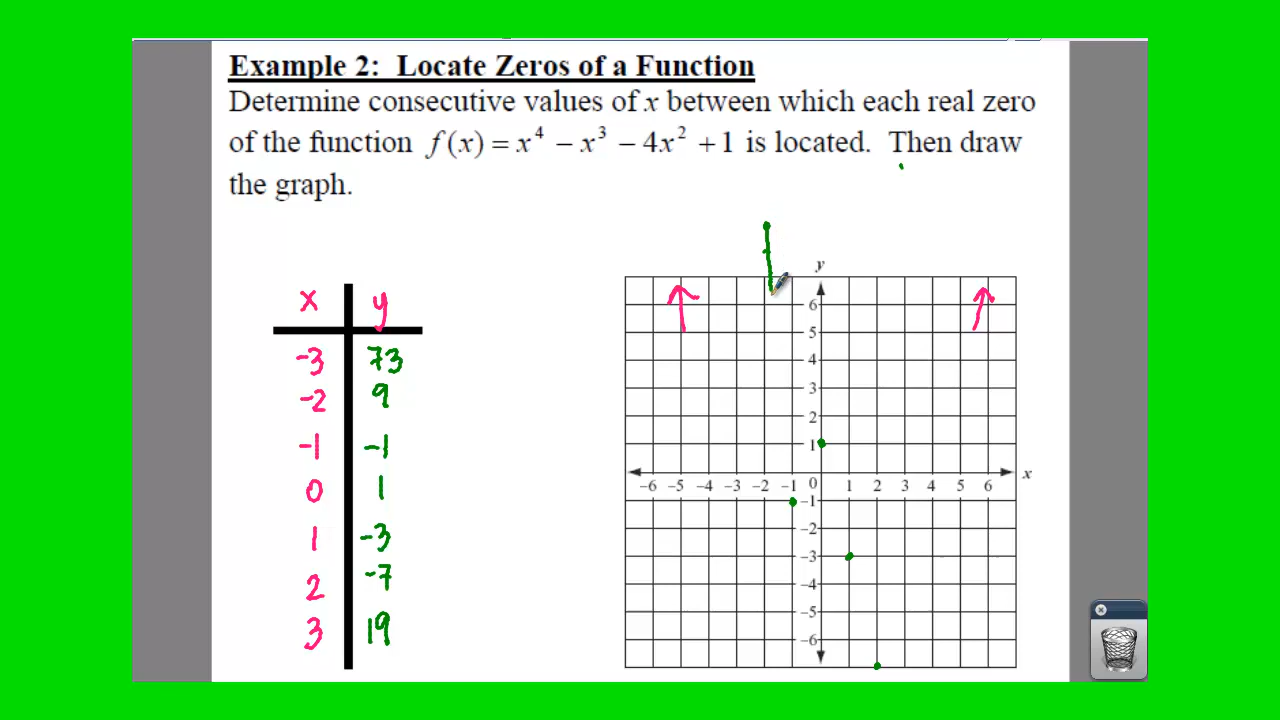 Example 2: Locate Zeros of a Function
Determine consecutive values of x between which each real zero
of the function f(x) = x⁴ − x³ − 4x² + 1 is located. Then draw
the graph.
x y
-3 73
-2 9
-1 -1
0 1
1 -3
2 -7
3 19
y
6
5
4
3
2
1
−6 −5 −4 −3 −2 −1 0 1 2 3 4 5 6 x
−1
−2
−3
−4
−5
−6